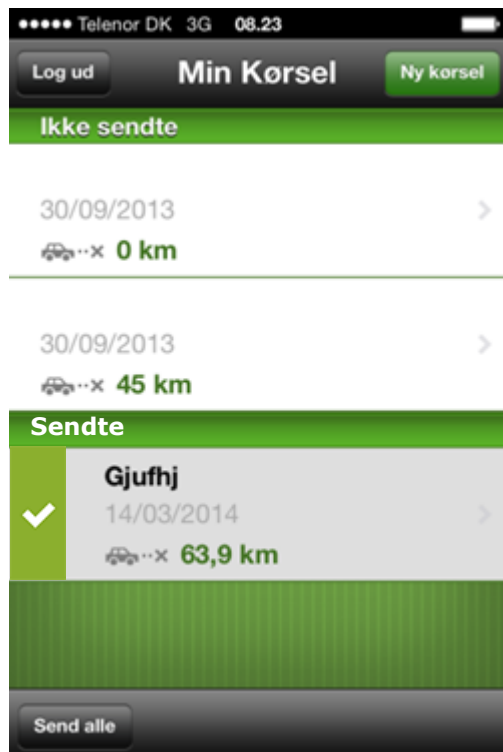 Telenor DK 3G 08.23
Log ud Min Kørsel Ny kørsel
Ikke sendte
30/09/2013
0 km
30/09/2013
45 km
Sendte
Gjufhj
14/03/2014
63,9 km
Send alle